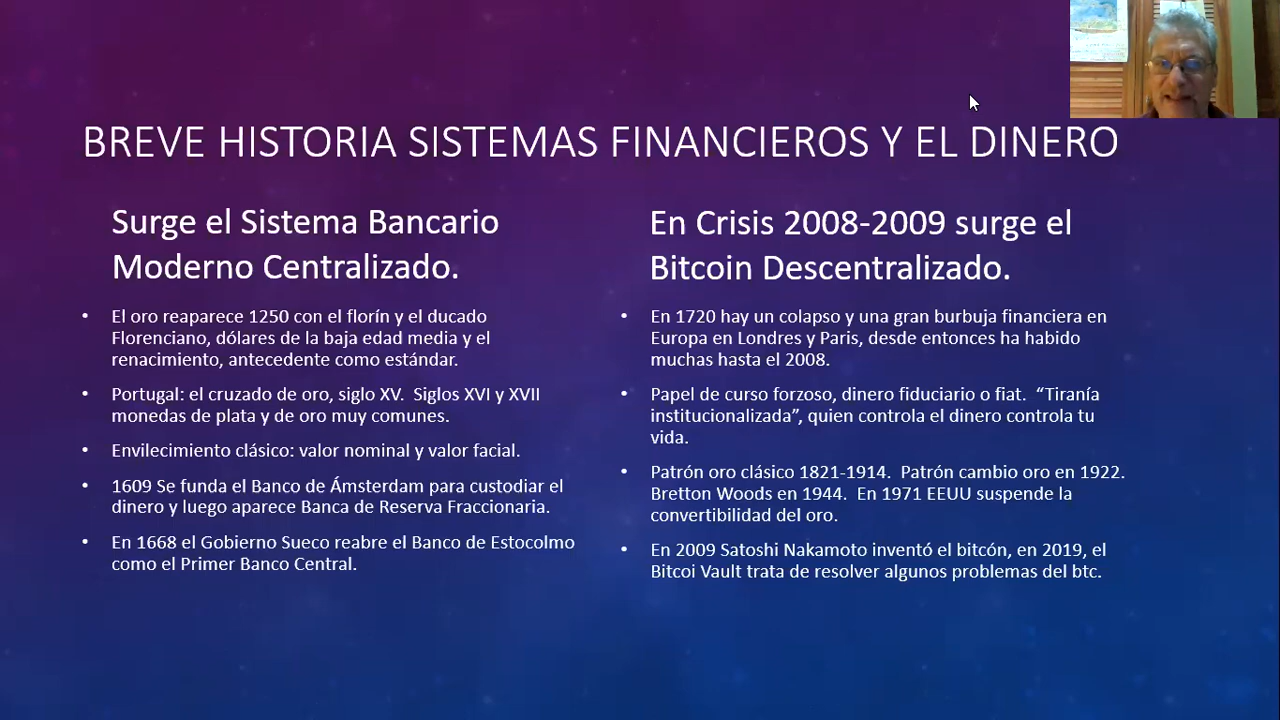 BREVE HISTORIA SISTEMAS FINANCIEROS Y EL DINERO
Surge el Sistema Bancario
Moderno Centralizado.
• El oro reaparece 1250 con el florín y el ducado
Florenciano, dólares de la baja edad media y el
renacimiento, antecedente como estándar.
• Portugal: el cruzado de oro, siglo XV. Siglos XVI y XVII
monedas de plata y de oro muy comunes.
• Envilecimiento clásico: valor nominal y valor facial.
• 1609 Se funda el Banco de Ámsterdam para custodiar el
dinero y luego aparece Banca de Reserva Fraccionaria.
• En 1668 el Gobierno Sueco reabre el Banco de Estocolmo
como el Primer Banco Central.
En Crisis 2008-2009 surge el
Bitcoin Descentralizado.
• En 1720 hay un colapso y una gran burbuja financiera en
Europa en Londres y Paris, desde entonces ha habido
muchas hasta el 2008.
• Papel de curso forzoso, dinero fiduciario o fiat. “Tiranía
institucionalizada”, quien controla el dinero controla tu
vida.
• Patrón oro clásico 1821-1914. Patrón cambio oro en 1922.
Bretton Woods en 1944. En 1971 EEUU suspende la
convertibilidad del oro.
• En 2009 Satoshi Nakamoto inventó el bitcón, en 2019, el
Bitcoi Vault trata de resolver algunos problemas del btc.